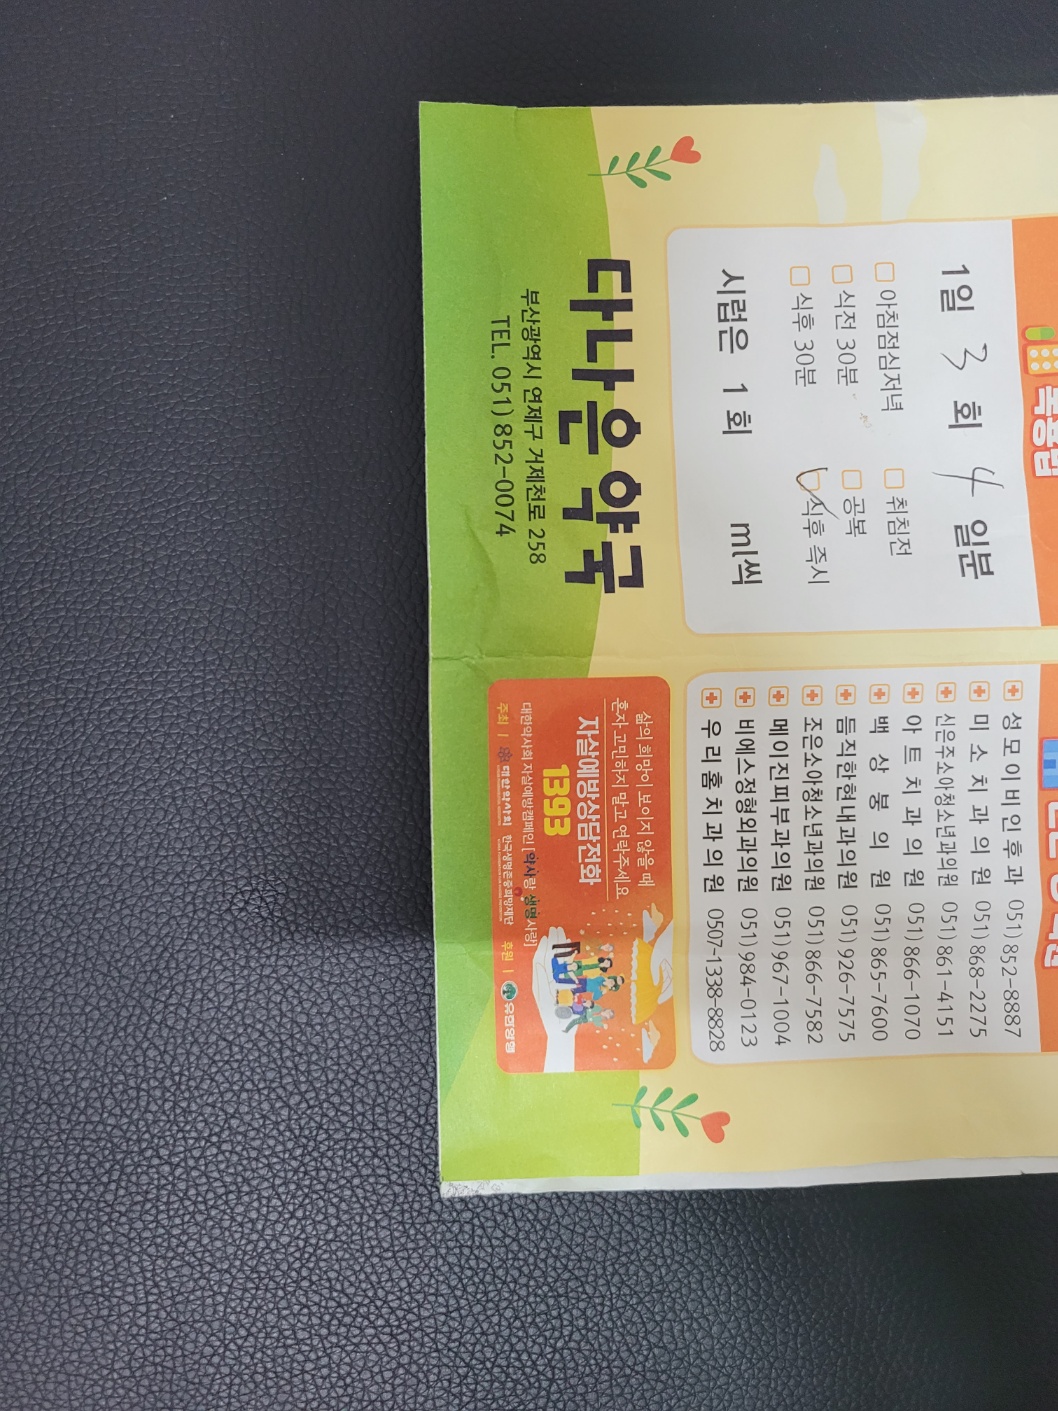 1일 3 회 4 일분
아침점심저녁 취침전
식전 30분 공복
식후 30분 식후 즉시
시럽은 1회 ml씩
성모이비인후과 051) 852-8887
미소치과의원 051) 868-2275
신은주소아청소년과의원 051) 861-4151
아트치과의원 051) 866-1070
백상봉의원 051) 865-7600
듬직한현내과의원 051) 926-7575
조은소아청소년과의원 051) 866-7582
메이진피부과의원 051) 967-1004
비에스정형외과의원 051) 984-0123
우리홈치과의원 0507-1338-8828
다나은약국
부산광역시 연제구 거제천로 258
TEL. 051) 852-0074
삶의 희망이 보이지 않을 때
혼자 고민하지 말고 연락주세요
자살예방상담전화
1393
대한약사회 자살예방캠페인 [약사랑 생명사랑]
주최 | 대한약사회 한국생명존중희망재단 후원 | 유한양행